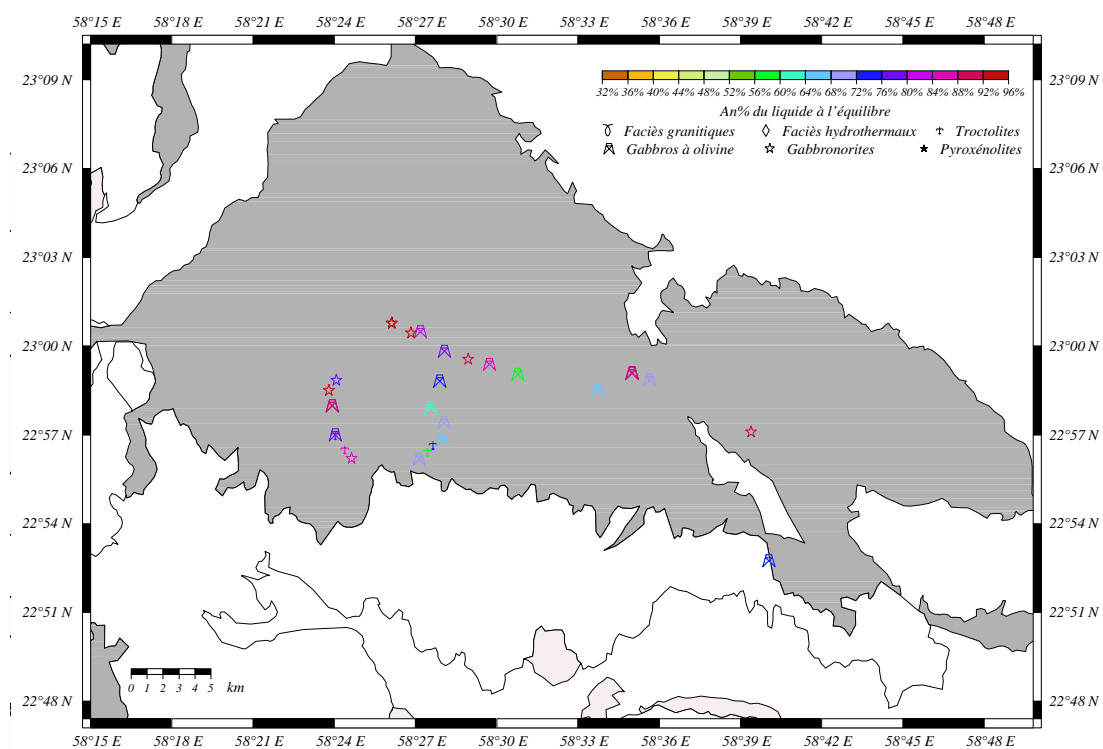 58°15 E 58°18 E 58°21 E 58°24 E 58°27 E 58°30 E 58°33 E 58°36 E 58°39 E 58°42 E 58°45 E 58°48 E
23°09 N 23°09 N
32% 36% 40% 44% 48% 52% 56% 60% 64% 68% 72% 76% 80% 84% 88% 92% 96%
An% du liquide à l'équilibre
Faciès granitiques Faciès hydrothermaux Troctolites
Gabbros à olivine Gabbronorites Pyroxénolites
23°06 N 23°06 N
23°03 N 23°03 N
23°00 N 23°00 N
22°57 N 22°57 N
22°54 N 22°54 N
22°51 N 22°51 N
0 1 2 3 4 5 km
22°48 N 22°48 N
58°15 E 58°18 E 58°21 E 58°24 E 58°27 E 58°30 E 58°33 E 58°36 E 58°39 E 58°42 E 58°45 E 58°48 E